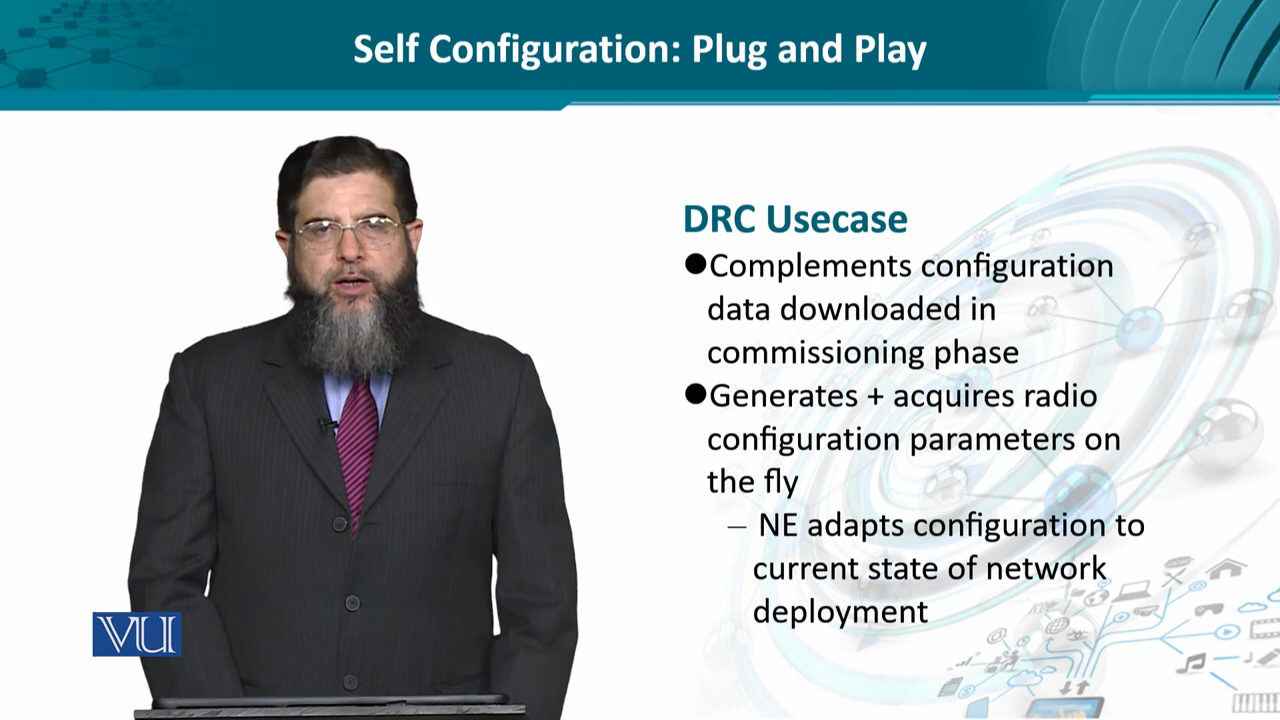 Self Configuration: Plug and Play
DRC Usecase
●Complements configuration
data downloaded in
commissioning phase
●Generates + acquires radio
configuration parameters on
the fly
– NE adapts configuration to
current state of network
deployment
VU